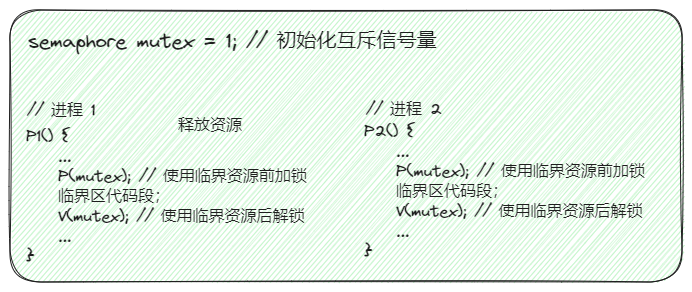 semaphore mutex = 1; // 初始化互斥信号量
// 进程 1
释放资源
P1() {
...
P(mutex); // 使用临界资源前加锁
临界区代码段;
V(mutex); // 使用临界资源后解锁
...
}
// 进程 2
P2() {
...
P(mutex); // 使用临界资源前加锁
临界区代码段;
V(mutex); // 使用临界资源后解锁
...
}